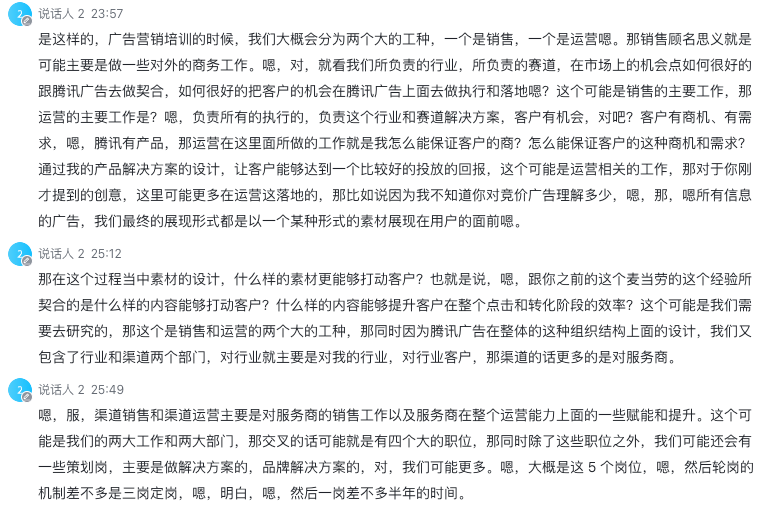 2 说话人 2 23:57
是这样的，广告营销培训的时候，我们大概会分为两个大的工种，一个是销售，一个是运营嗯。那销售顾名思义就是
可能主要是做一些对外的商务工作。嗯，对，就看我们所负责的行业，所负责的赛道，在市场上的机会点如何很好的
跟腾讯广告去做契合，如何很好的把客户的机会在腾讯广告上面去做执行和落地嗯？这个可能是销售的主要工作，那
运营的主要工作是？嗯，负责所有的执行的，负责这个行业和赛道解决方案，客户有机会，对吧？客户有商机、有需
求，嗯，腾讯有产品，那运营在这里面所做的工作就是我怎么能保证客户的商？怎么能保证客户的这种商机和需求？
通过我的产品解决方案的设计，让客户能够达到一个比较好的投放的回报，这个可能是运营相关的工作，那对于你刚
才提到的创意，这里可能更多在运营这落地的，那比如说因为我不知道你对竞价广告理解多少，嗯，那，嗯所有信息
的广告，我们最终的展现形式都是以一个某种形式的素材展现在用户的面前嗯。
2 说话人 2 25:12
那在这个过程当中素材的设计，什么样的素材更能够打动客户？也就是说，嗯，跟你之前的这个麦当劳的这个经验所
契合的是什么样的内容能够打动客户？什么样的内容能够提升客户在整个点击和转化阶段的效率？这个可能是我们需
要去研究的，那这个是销售和运营的两个大的工种，那同时因为腾讯广告在整体的这种组织结构上面的设计，我们又
包含了行业和渠道两个部门，对行业就主要是对我的行业，对行业客户，那渠道的话更多的是对服务商。
2 说话人 2 25:49
嗯，服，渠道销售和渠道运营主要是对服务商的销售工作以及服务商在整个运营能力上面的一些赋能和提升。这个可
能是我们的两大工作和两大部门，那交叉的话可能就是有四个大的职位，那同时除了这些职位之外，我们可能还会有
一些策划岗，主要是做解决方案的，品牌解决方案的，对，我们可能更多。嗯，大概是这 5 个岗位，嗯，然后轮岗的
机制差不多是三岗定岗，嗯，明白，嗯，然后一岗差不多半年的时间。